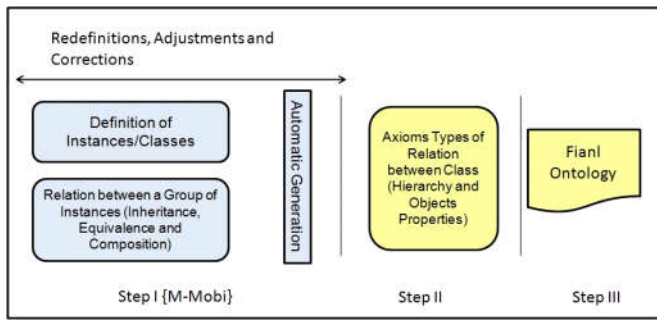 Redefinitions, Adjustments and
Corrections
Definition of
Instances/Classes
Relation between a Group of
Instances (Inheritance,
Equivalence and
Composition)
Automatic Generation
Axioms Types of
Relation
between Class
(Hierarchy and
Objects
Properties)
Fianl
Ontology
Step I {M-Mobi}
Step II
Step III